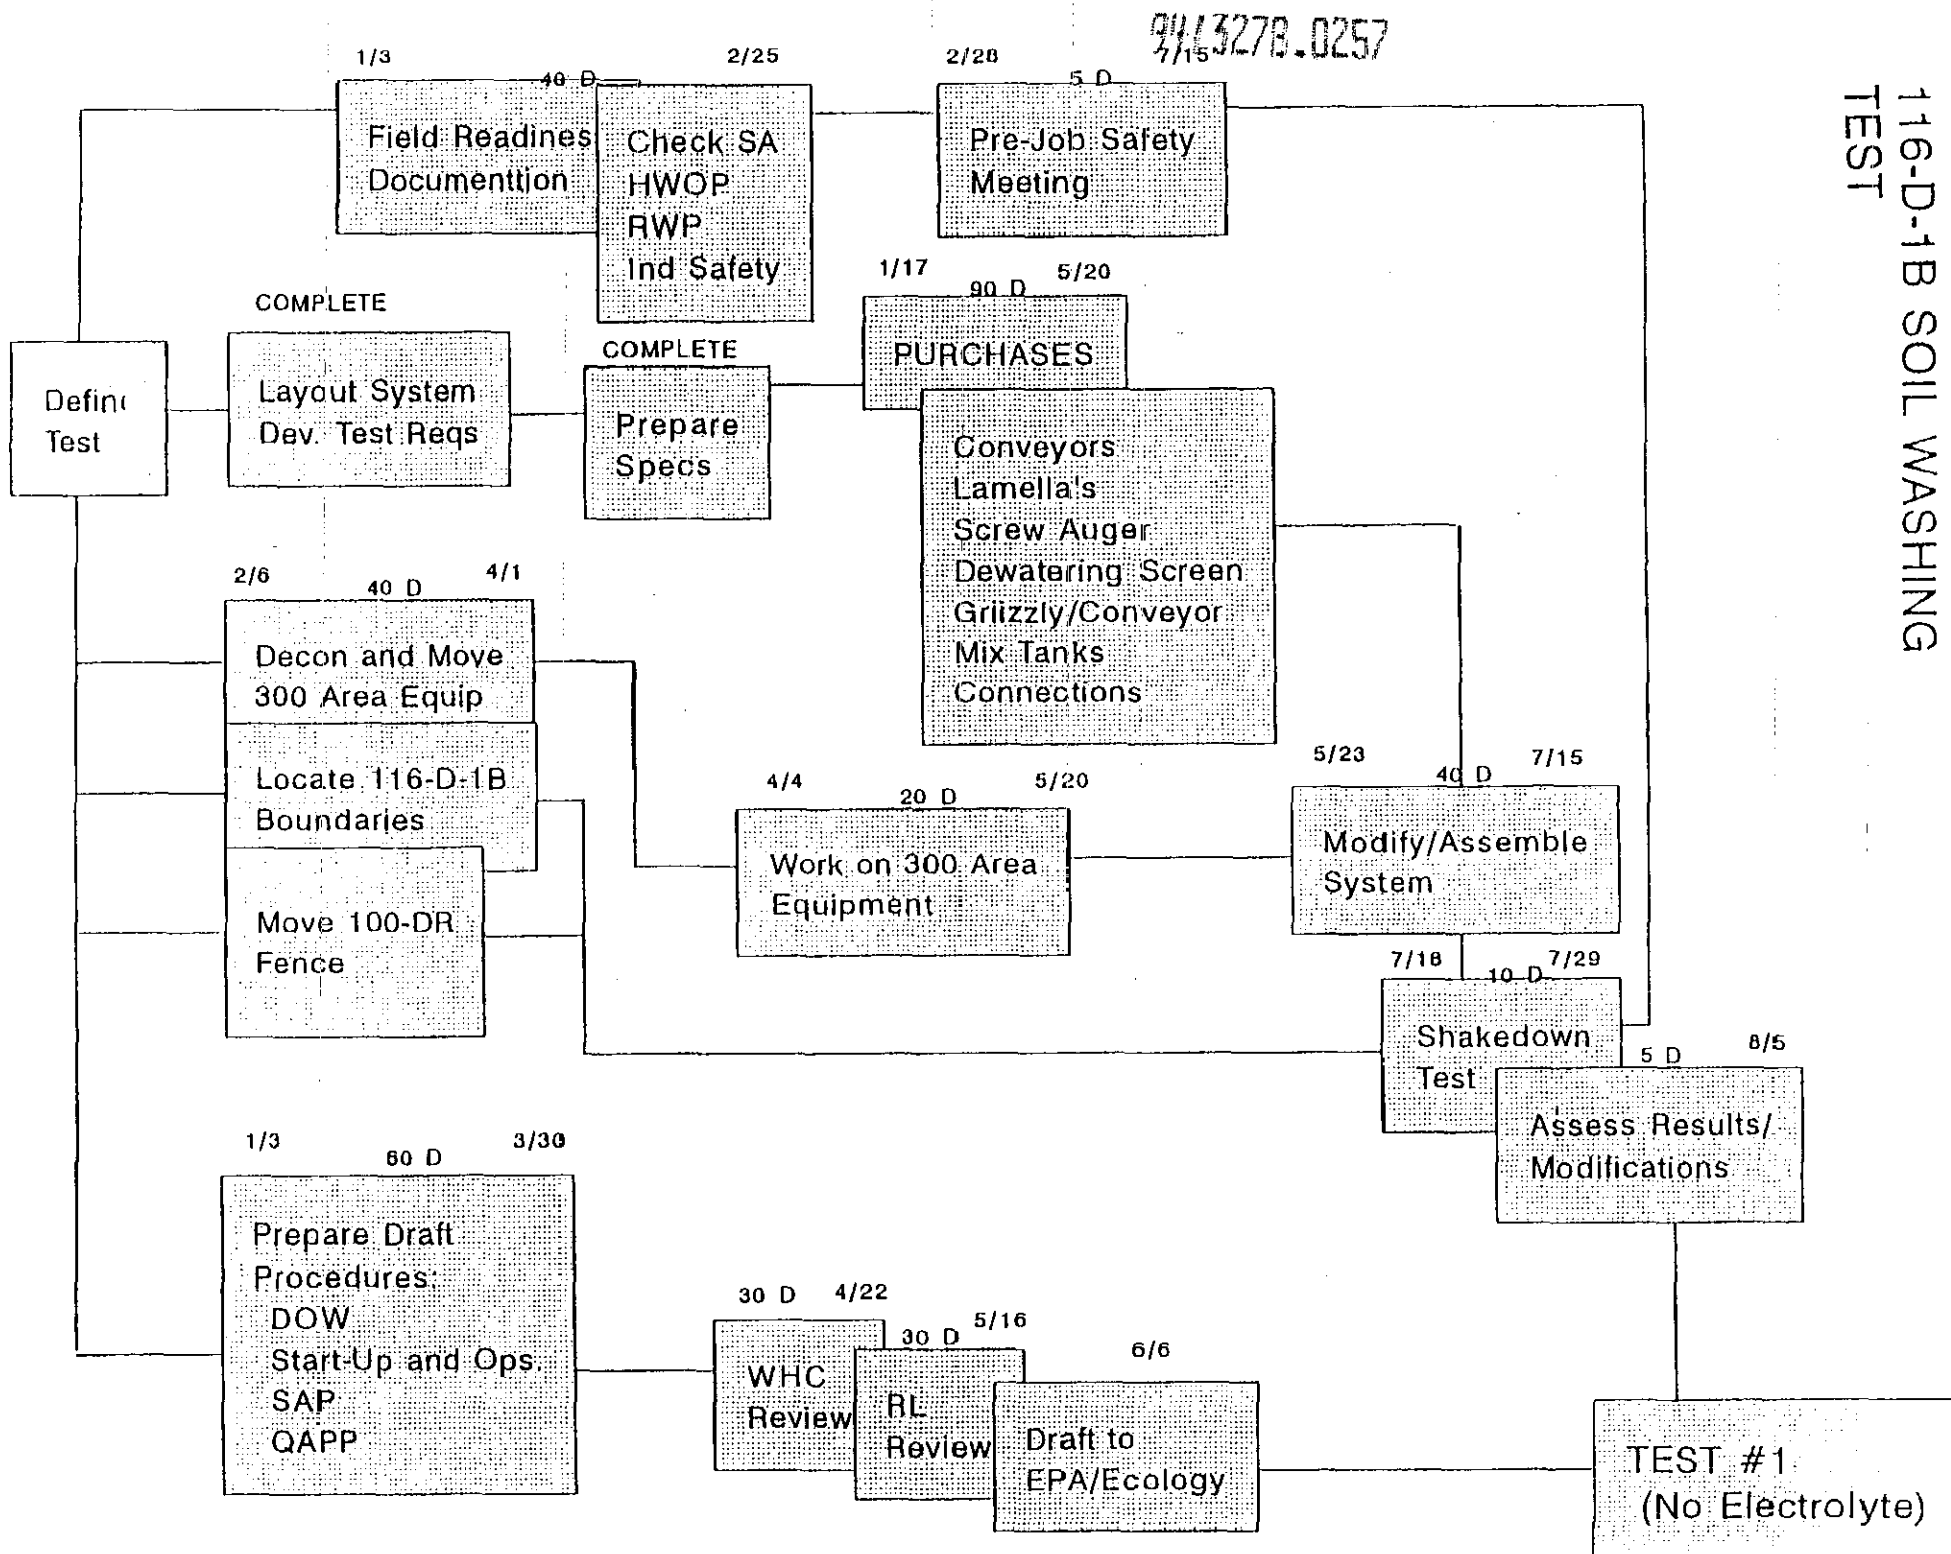 116-D-1B SOIL WASHING
TEST
3278.0257
1/3
40 D
2/25
Field Readines
Documenttion
Check SA
HWOP
RWP
Ind Safety
2/28
5 D
7/15
Pre-Job Safety
Meeting
Define
Test
COMPLETE
Layout System
Dev. Test Reqs
COMPLETE
Prepare
Specs
1/17
90 D
5/20
PURCHASES
Conveyors
Lamella's
Screw Auger
Dewatering Screen
Griizzly/Conveyor
Mix Tanks
Connections
2/6
40 D
4/1
Decon and Move
300 Area Equip
Locate 116-D-1B
Boundaries
Move 100-DR
Fence
4/4
20 D
5/20
Work on 300 Area
Equipment
5/23
40 D
7/15
Modify/Assemble
System
7/18
10 D
7/29
Shakedown
Test
5 D
8/5
Assess Results/
Modifications
1/3
60 D
3/30
Prepare Draft
Procedures:
DOW
Start-Up and Ops.
SAP
QAPP
30 D
4/22
WHC
Review
30 D
5/16
RL
Review
6/6
Draft to
EPA/Ecology
TEST #1
(No Electrolyte)